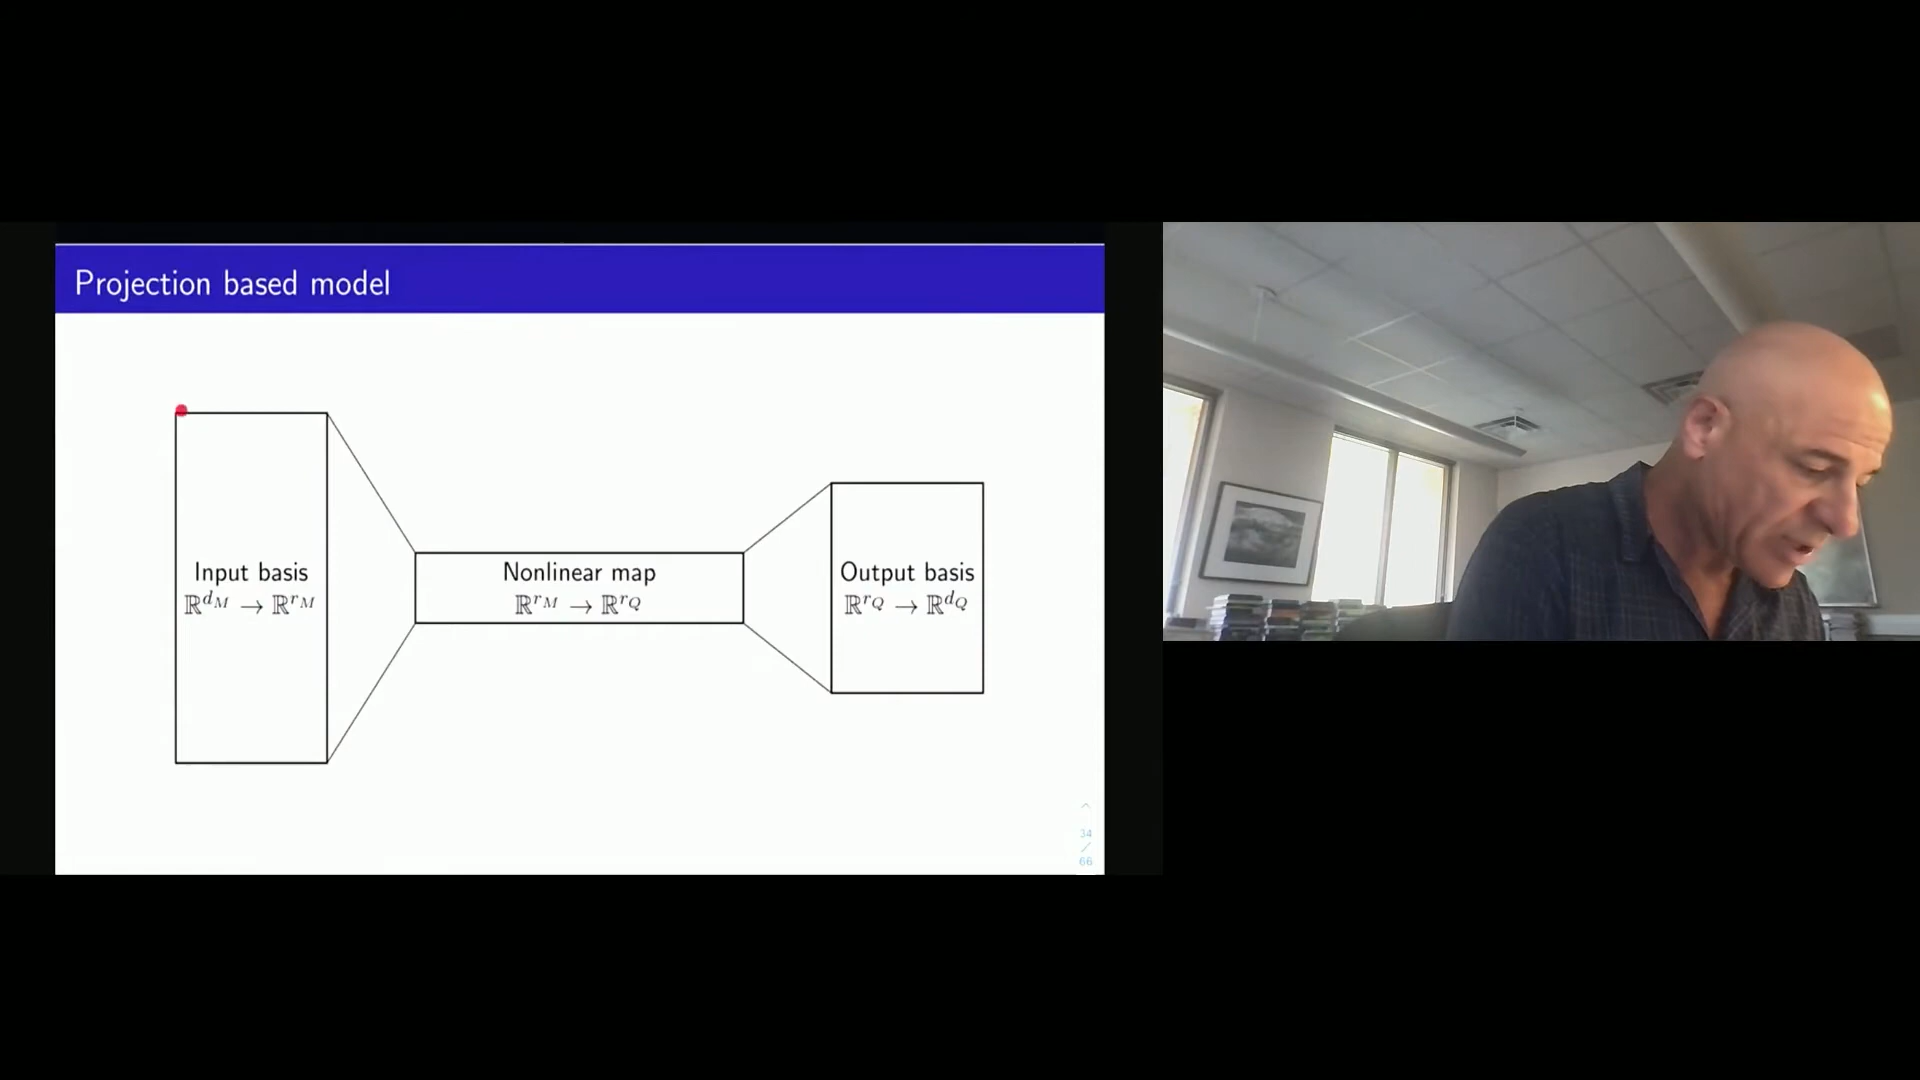 Projection based model
Input basis
ℝ^{d_M} → ℝ^{r_M}
Nonlinear map
ℝ^{r_M} → ℝ^{r_Q}
Output basis
ℝ^{r_Q} → ℝ^{d_Q}
34
/
66